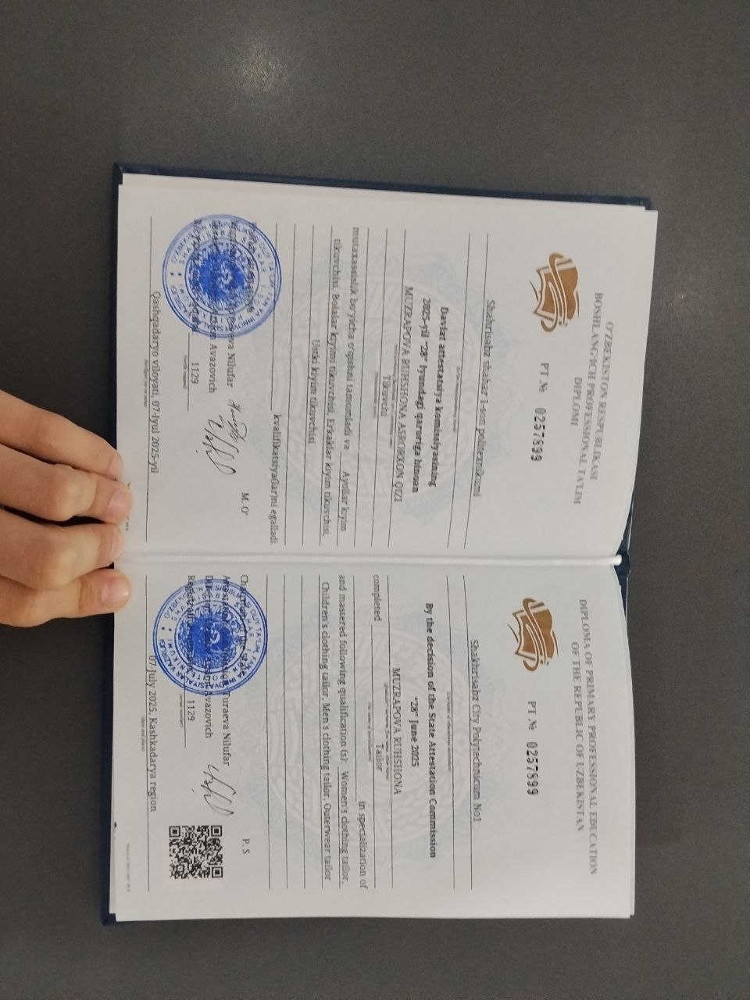 O'ZBEKISTON RESPUBLIKASI
BOSHLANG'ICH PROFESSIONAL TA'LIM
DIPLOMI
PT № 0257899
Shahrisabz shahar 1-son politexnikumi
Davlat attestatsiya komissiyasining
2025-yil "28" Iyundagi qaroriga binoan
MUZRAPOVA RUHSHONA ASRORXON QIZI
Tikuvchi
mutaxassislik bo'yicha o'qishni tamomladi va Ayollar kiyim
tikuvchisi, Bolalar kiyimi tikuvchisi, Erkaklar kiyim tikuvchisi,
Ustki kiyim tikuvchisi
kvalifikatsiya(lar)ni egalladi
Nilufar
M. O'
Avazovich
1129
Qashqadaryo viloyati, 07-Iyul 2025-yil
DIPLOMA OF PRIMARY PROFESSIONAL EDUCATION
OF THE REPUBLIC OF UZBEKISTAN
PT № 0257899
Shakhrisabz City Polytechnicum №1
By the decision of the State Attestation Commission
"28" June 2025
MUZRAPOVA RUHSHONA
completed Tailor
in specialization of
and mastered following qualification (s): Women's clothing tailor,
Children's clothing tailor, Men's clothing tailor, Outerwear tailor
P.S
Turaeva Nilufar
Avazovich
1129
07-July 2025, Kashkadarya region